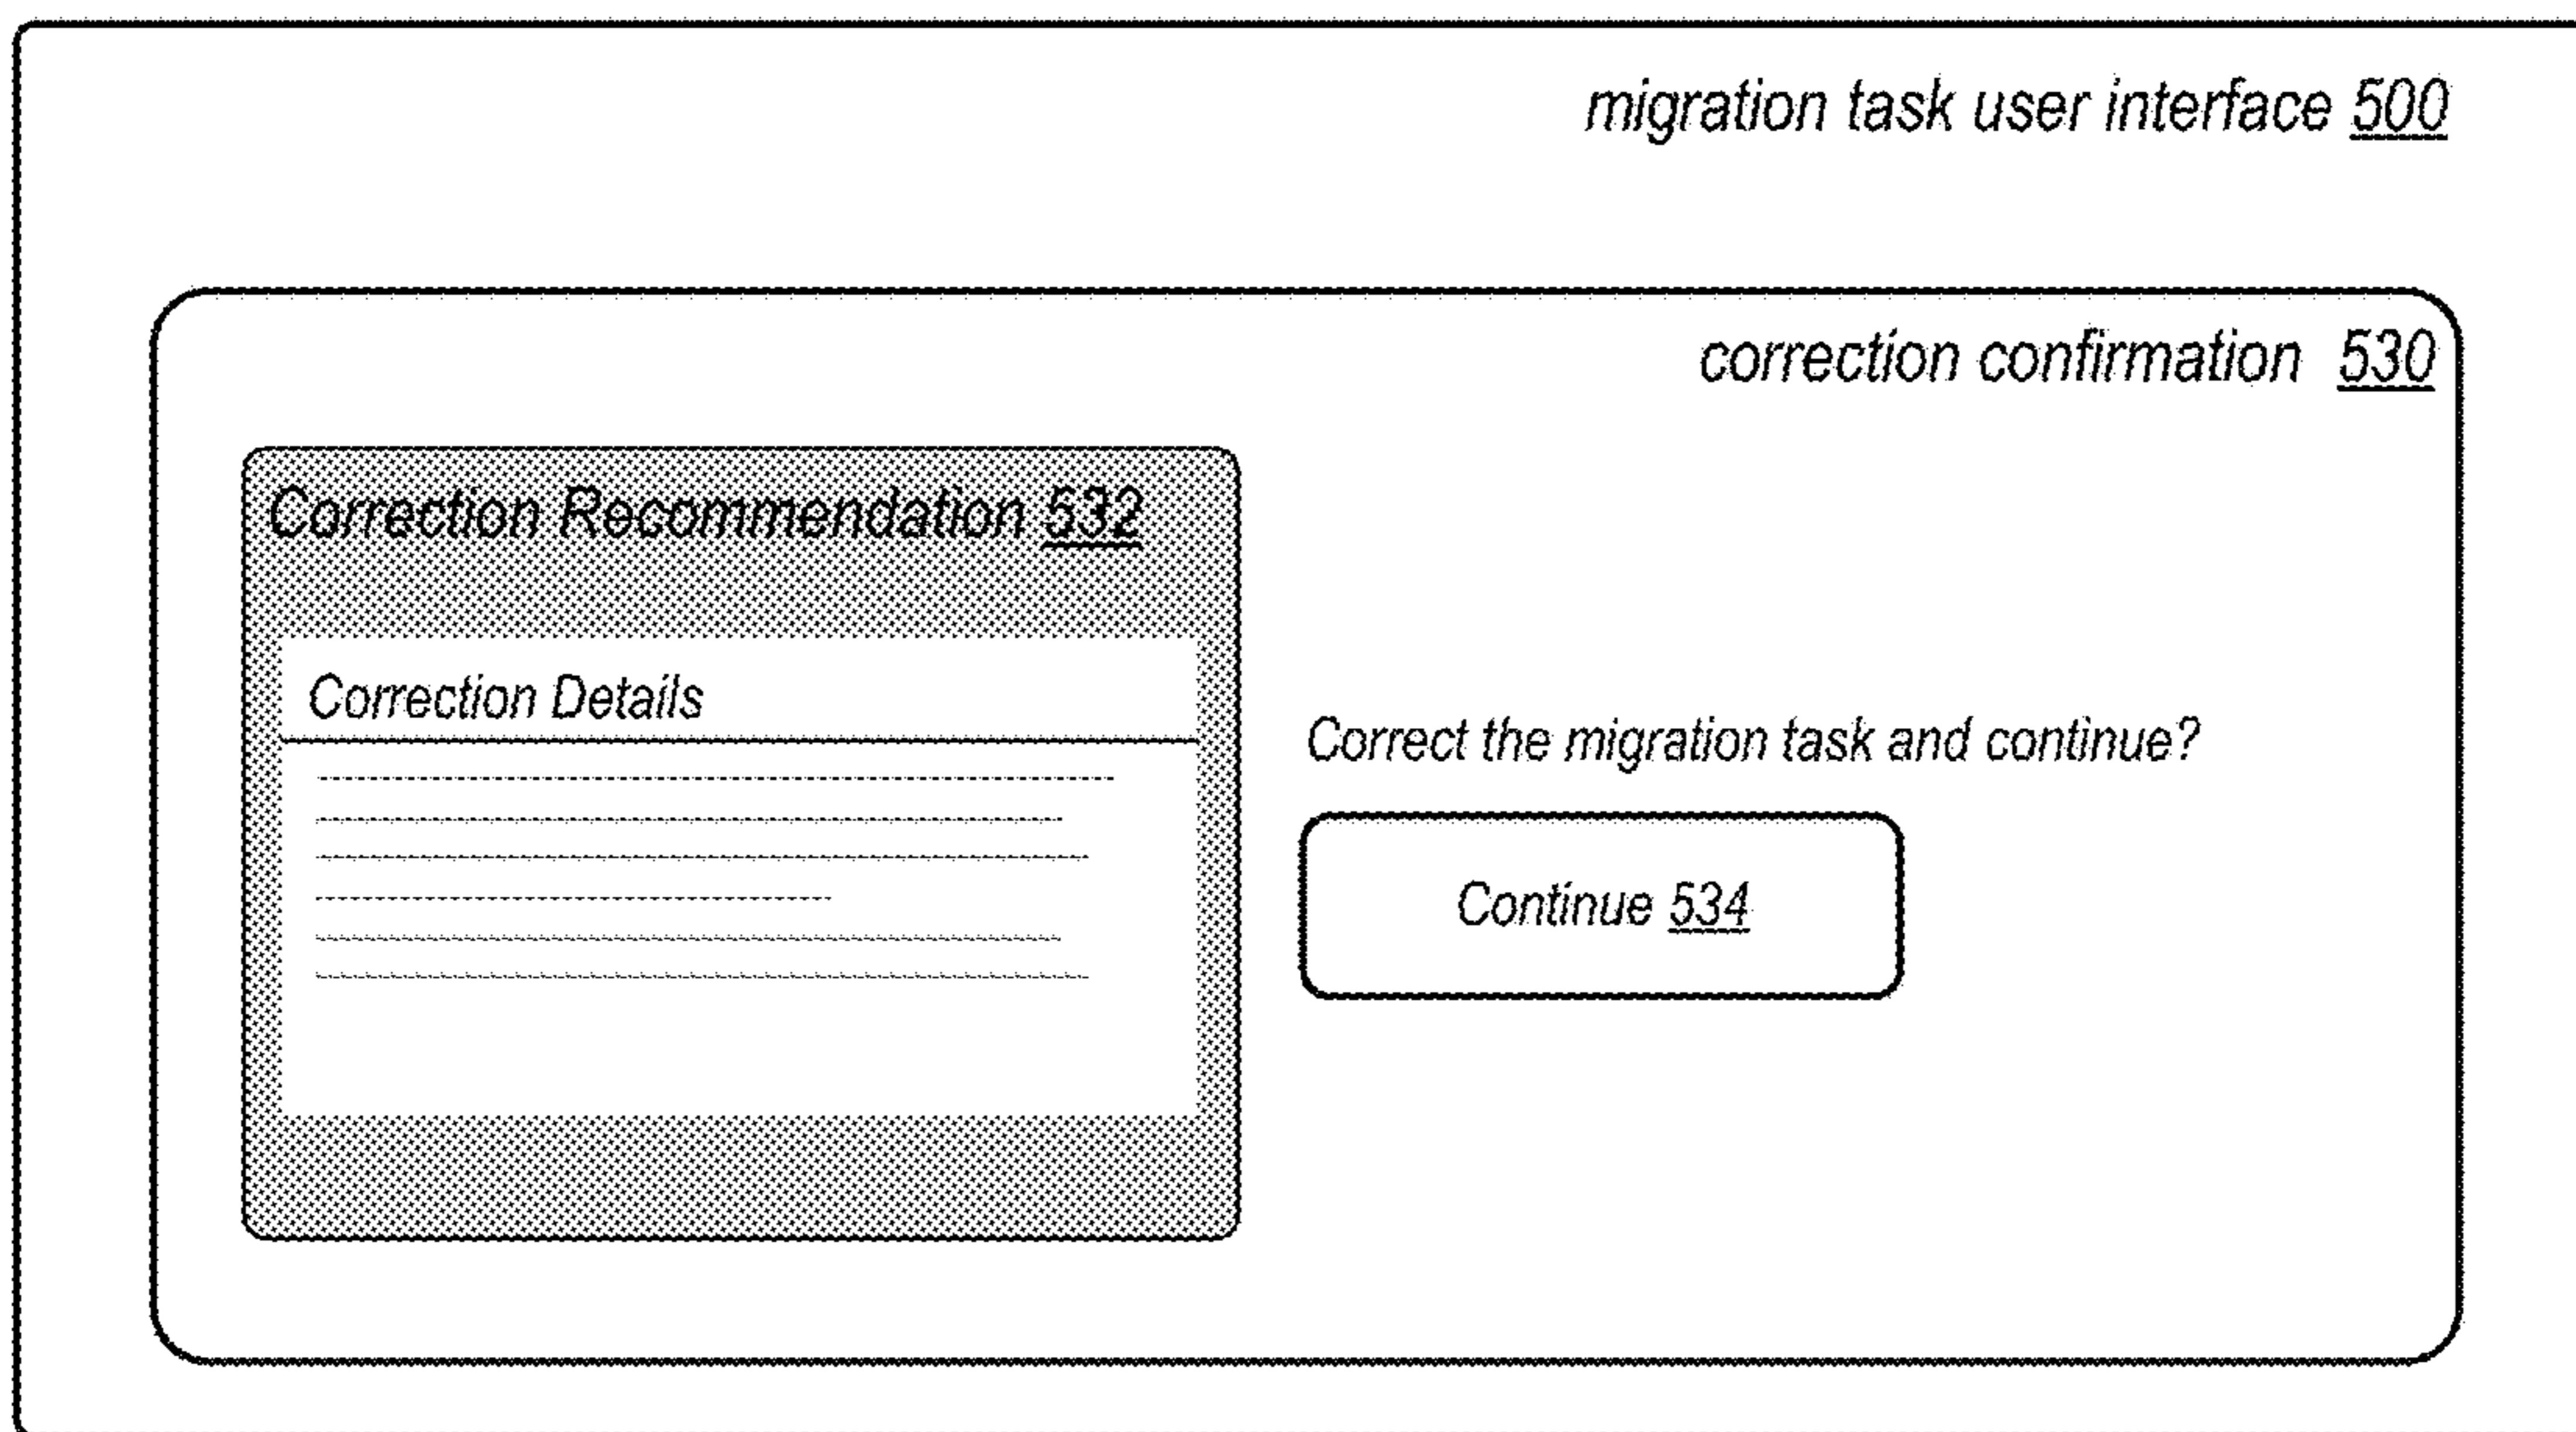 migration task user interface 500
correction confirmation 530
Correction Recommendation 532
Correction Details
Correct the migration task and continue?
Continue 534